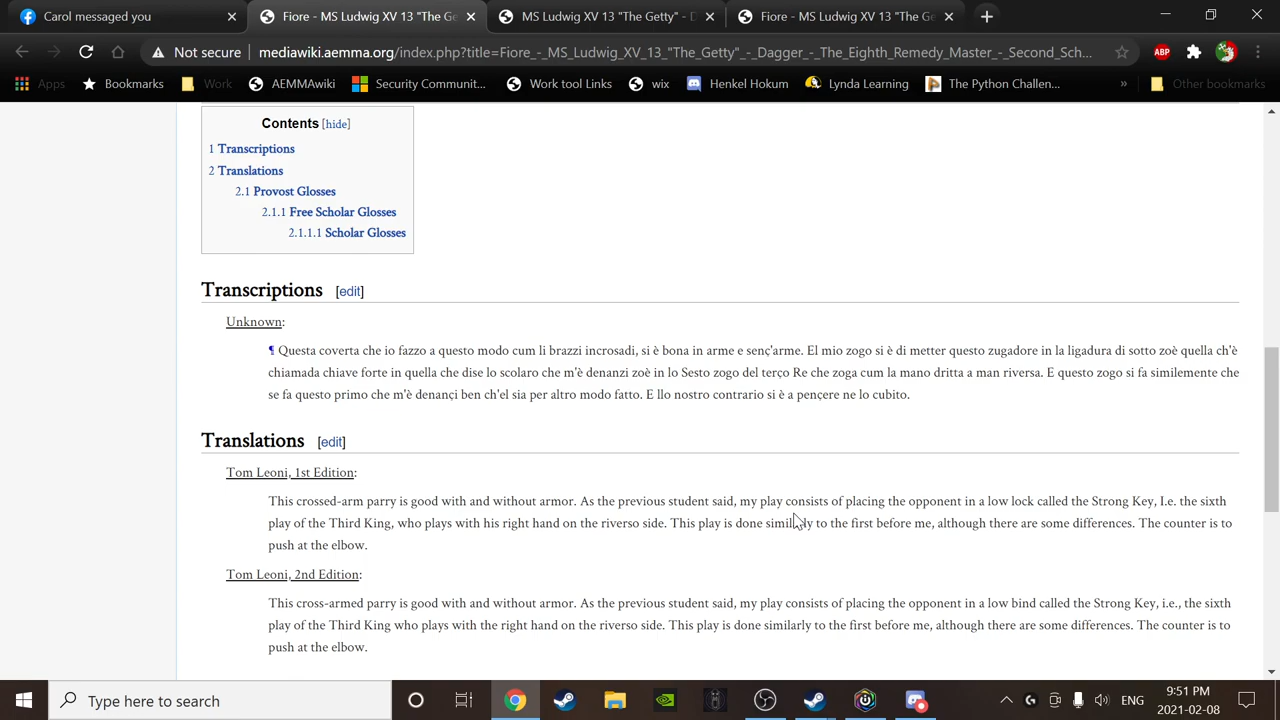 Carol messaged you
Fiore - MS Ludwig XV 13 "The Ge
MS Ludwig XV 13 "The Getty" - D
Fiore - MS Ludwig XV 13 "The Ge
Not secure
mediawiki.aemma.org/index.php?title=Fiore_-_MS_Ludwig_XV_13_"The_Getty"_-_Dagger_-_The_Eighth_Remedy_Master_-_Second_Sch...
ABP
Apps
Bookmarks
Work
AEMMAwiki
Security Communit...
Work tool Links
wix
Henkel Hokum
Lynda Learning
The Python Challen...
»
Other bookmarks
Contents [hide]
1 Transcriptions
2 Translations
2.1 Provost Glosses
2.1.1 Free Scholar Glosses
2.1.1.1 Scholar Glosses
Transcriptions [edit]
Unknown:
¶ Questa coverta che io fazzo a questo modo cum li brazzi incrosadi, si è bona in arme e senç'arme. El mio zogo si è di metter questo zugadore in la ligadura di sotto zoè quella ch'è
chiamada chiave forte in quella che dise lo scolaro che m'è denanzi zoè in lo Sesto zogo del terço Re che zoga cum la mano dritta a man riversa. E questo zogo si fa similemente che
se fa questo primo che m'è denançi ben ch'el sia per altro modo fatto. E llo nostro contrario si è a pençere ne lo cubito.
Translations [edit]
Tom Leoni, 1st Edition:
This crossed-arm parry is good with and without armor. As the previous student said, my play consists of placing the opponent in a low lock called the Strong Key, I.e. the sixth
play of the Third King, who plays with his right hand on the riverso side. This play is done similarly to the first before me, although there are some differences. The counter is to
push at the elbow.
Tom Leoni, 2nd Edition:
This cross-armed parry is good with and without armor. As the previous student said, my play consists of placing the opponent in a low bind called the Strong Key, i.e., the sixth
play of the Third King who plays with the right hand on the riverso side. This play is done similarly to the first before me, although there are some differences. The counter is to
push at the elbow.
Type here to search
ENG
9:51 PM
2021-02-08